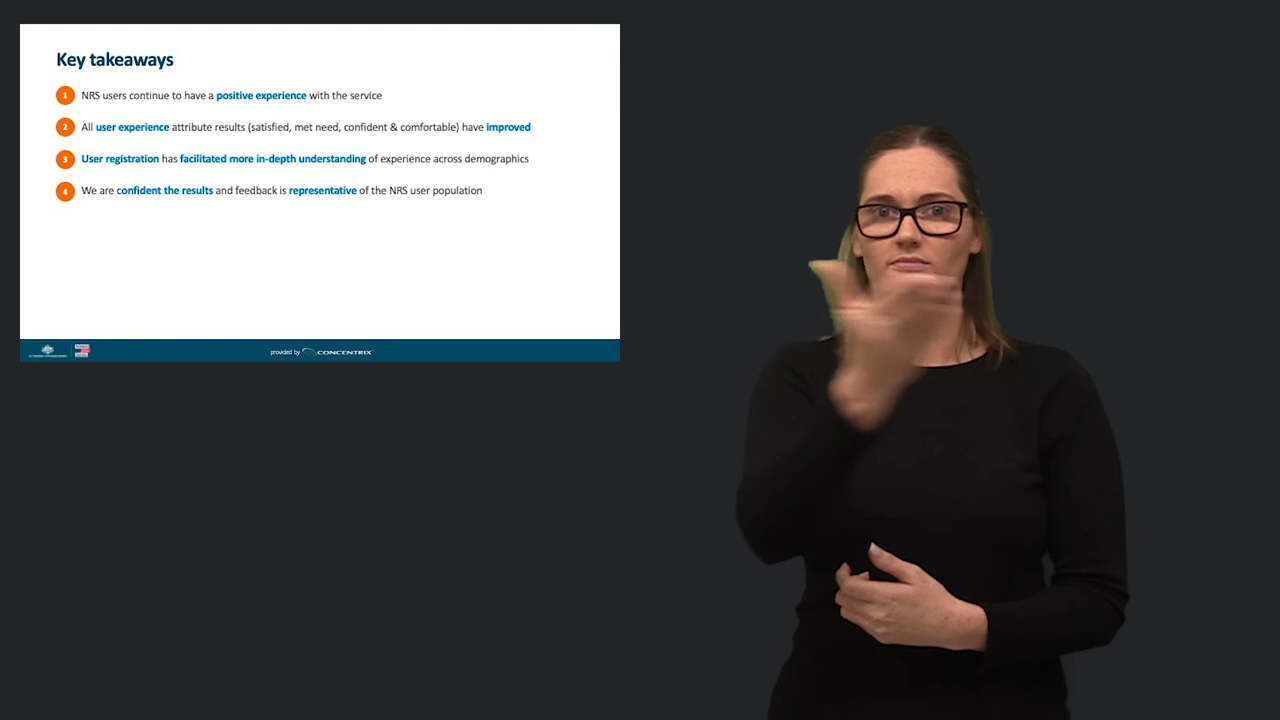 Key takeaways
1 NRS users continue to have a positive experience with the service
2 All user experience attribute results (satisfied, met need, confident & comfortable) have improved
3 User registration has facilitated more in-depth understanding of experience across demographics
4 We are confident the results and feedback is representative of the NRS user population
provided by CONCENTRIX